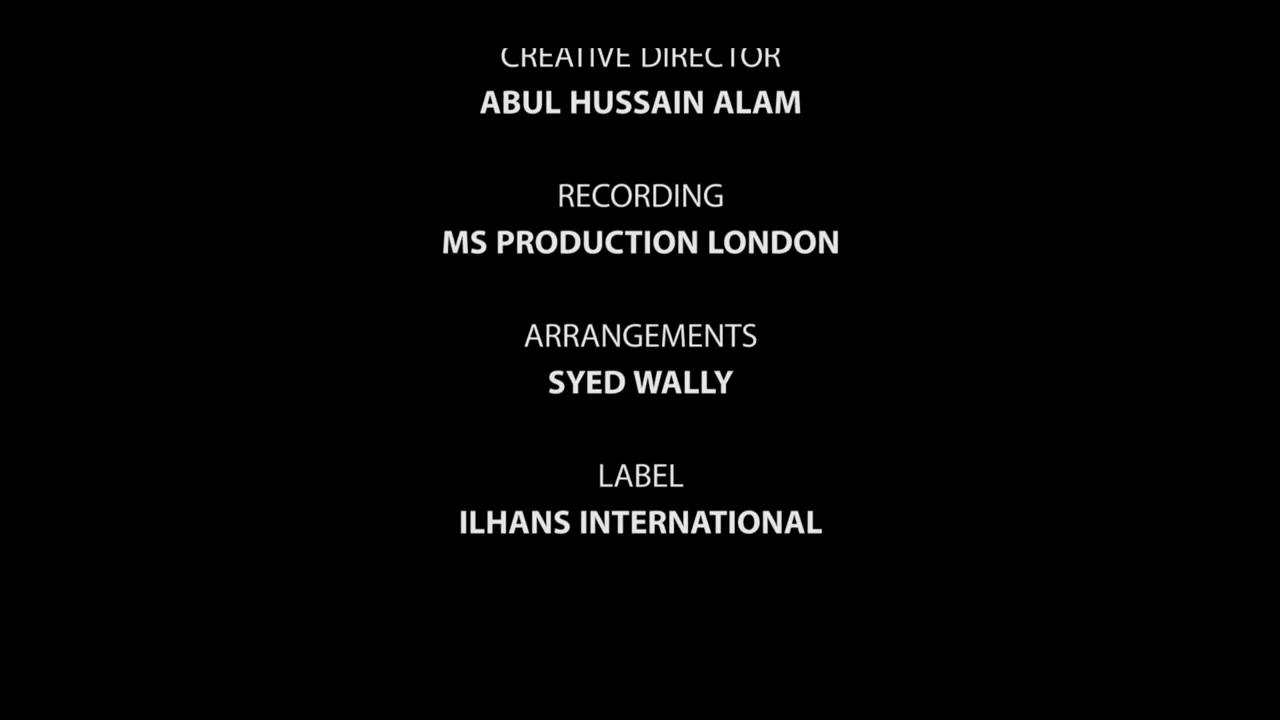 CREATIVE DIRECTOR
ABUL HUSSAIN ALAM
RECORDING
MS PRODUCTION LONDON
ARRANGEMENTS
SYED WALLY
LABEL
ILHANS INTERNATIONAL